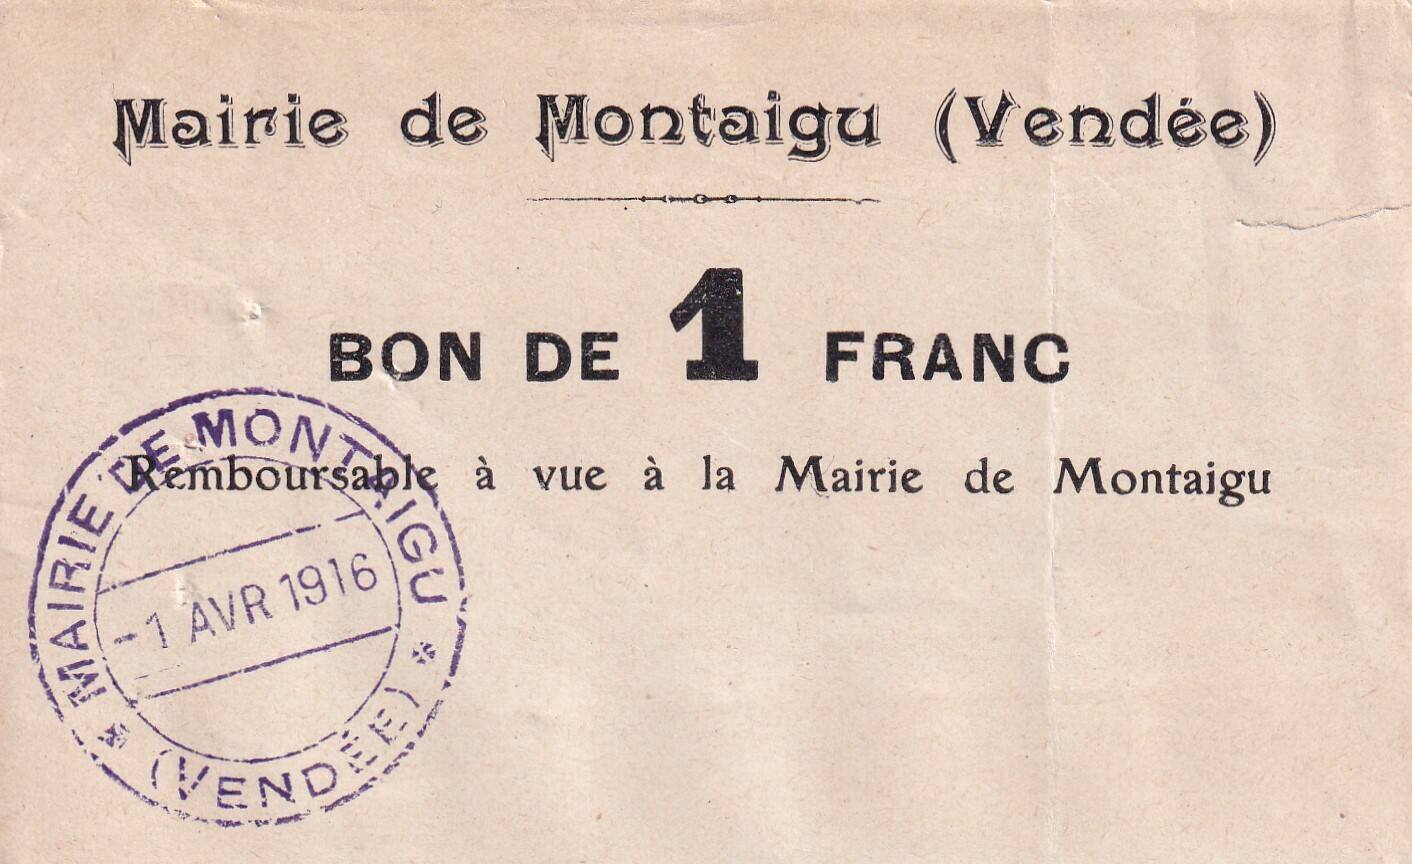 Mairie de Montaigu (Vendée)
BON DE 1 FRANC
Remboursable à vue à la Mairie de Montaigu
MAIRIE DE MONTAIGU
-1 AVR 1916
(VENDÉE)